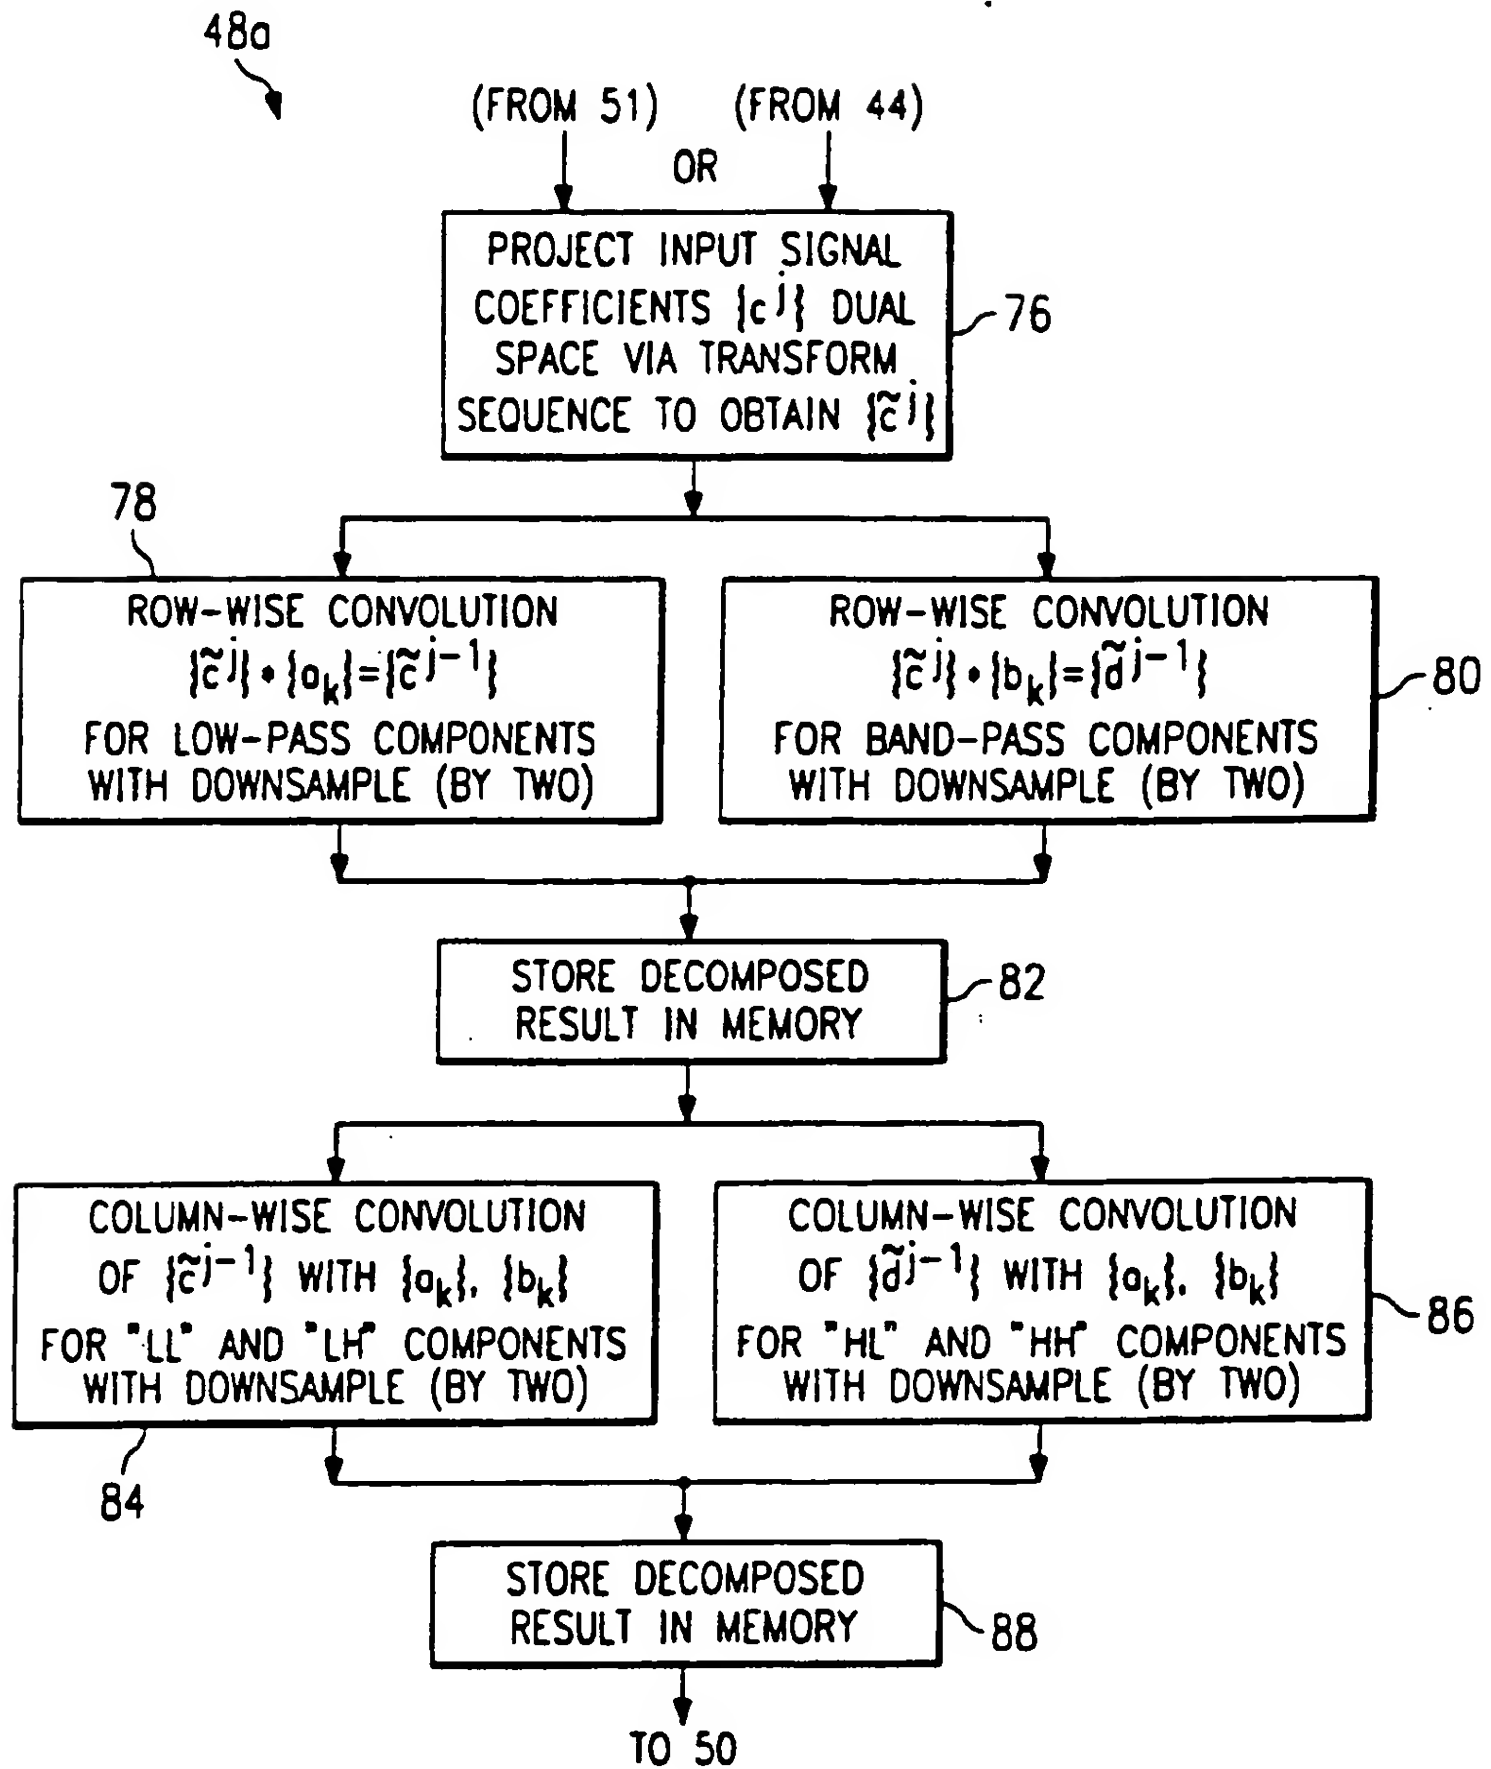 48a
(FROM 51) (FROM 44)
OR
PROJECT INPUT SIGNAL
COEFFICIENTS {c^j} DUAL
SPACE VIA TRANSFORM
SEQUENCE TO OBTAIN {c̃^j}
76
78
ROW-WISE CONVOLUTION
{c̃^j}•{a_k}={c̃^j-1}
FOR LOW-PASS COMPONENTS
WITH DOWNSAMPLE (BY TWO)
ROW-WISE CONVOLUTION
{c̃^j}•{b_k}={d̃^j-1}
FOR BAND-PASS COMPONENTS
WITH DOWNSAMPLE (BY TWO)
80
STORE DECOMPOSED
RESULT IN MEMORY
82
COLUMN-WISE CONVOLUTION
OF {c̃^j-1} WITH {a_k}, {b_k}
FOR "LL" AND "LH" COMPONENTS
WITH DOWNSAMPLE (BY TWO)
84
COLUMN-WISE CONVOLUTION
OF {d̃^j-1} WITH {a_k}, {b_k}
FOR "HL" AND "HH" COMPONENTS
WITH DOWNSAMPLE (BY TWO)
86
STORE DECOMPOSED
RESULT IN MEMORY
88
TO 50